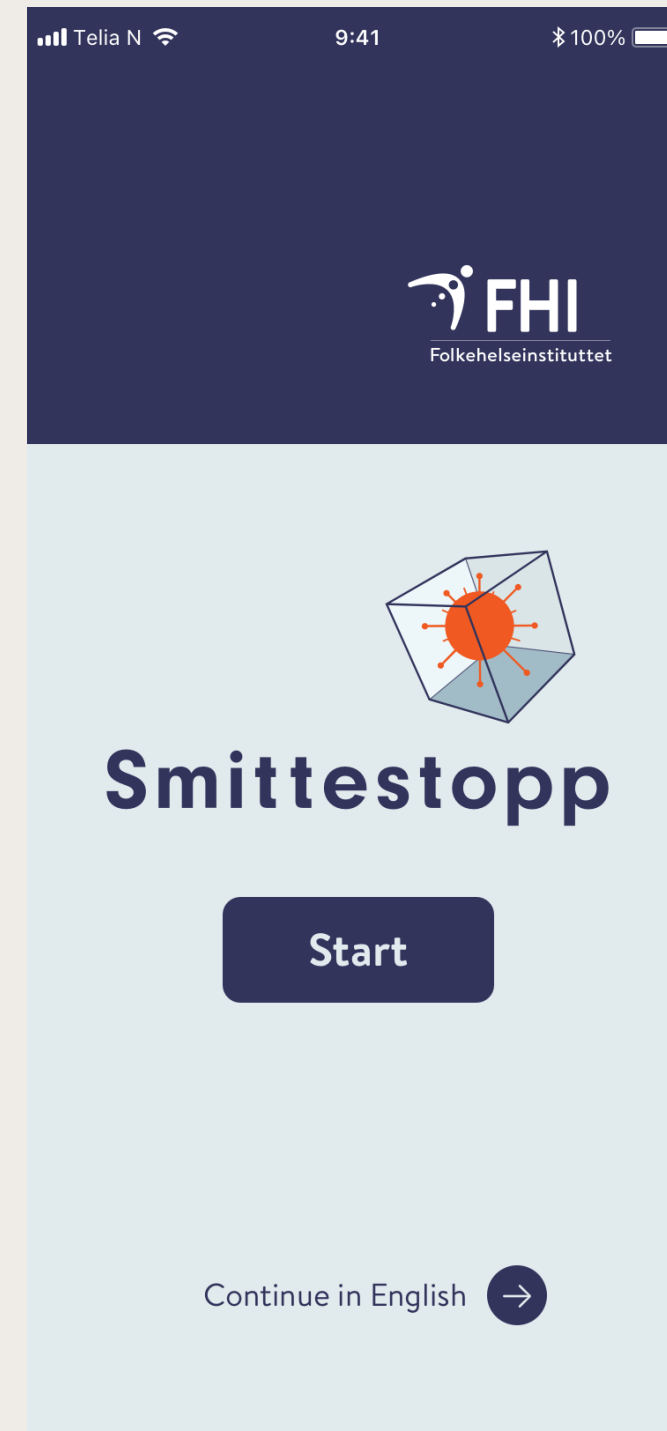 Telia N 9:41 100%
FHI
Folkehelseinstituttet
Smittestopp
Start
Continue in English